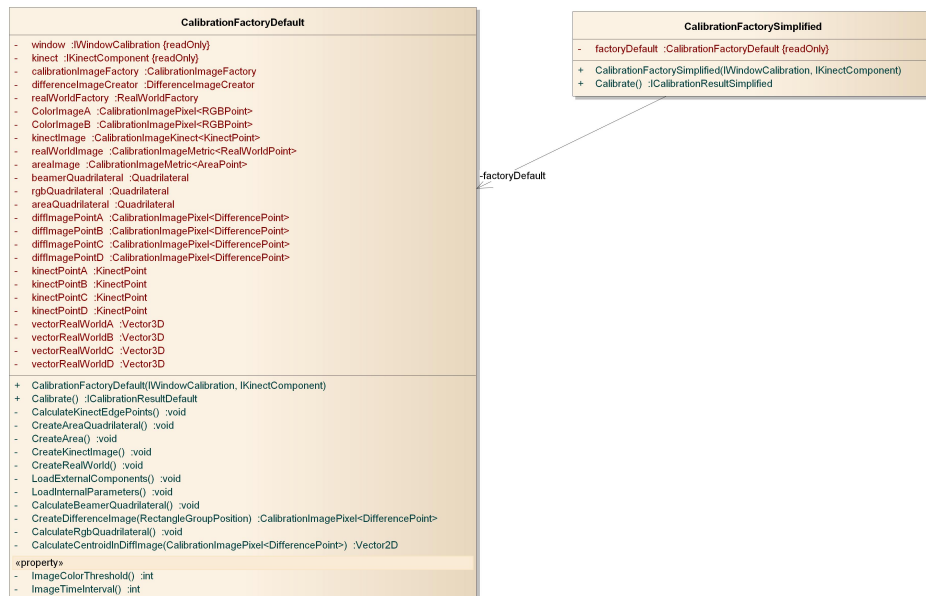 CalibrationFactoryDefault
- window :IWindowCalibration {readOnly}
- kinect :IKinectComponent {readOnly}
- calibrationImageFactory :CalibrationImageFactory
- differenceImageCreator :DifferenceImageCreator
- realWorldFactory :RealWorldFactory
- ColorImageA :CalibrationImagePixel<RGBPoint>
- ColorImageB :CalibrationImagePixel<RGBPoint>
- kinectImage :CalibrationImageKinect<KinectPoint>
- realWorldImage :CalibrationImageMetric<RealWorldPoint>
- areaImage :CalibrationImageMetric<AreaPoint>
- beamerQuadrilateral :Quadrilateral
- rgbQuadrilateral :Quadrilateral
- areaQuadrilateral :Quadrilateral
- diffImagePointA :CalibrationImagePixel<DifferencePoint>
- diffImagePointB :CalibrationImagePixel<DifferencePoint>
- diffImagePointC :CalibrationImagePixel<DifferencePoint>
- diffImagePointD :CalibrationImagePixel<DifferencePoint>
- kinectPointA :KinectPoint
- kinectPointB :KinectPoint
- kinectPointC :KinectPoint
- kinectPointD :KinectPoint
- vectorRealWorldA :Vector3D
- vectorRealWorldB :Vector3D
- vectorRealWorldC :Vector3D
- vectorRealWorldD :Vector3D
+ CalibrationFactoryDefault(IWindowCalibration, IKinectComponent)
+ Calibrate() :ICalibrationResultDefault
- CalculateKinectEdgePoints() :void
- CreateAreaQuadrilateral() :void
- CreateArea() :void
- CreateKinectImage() :void
- CreateRealWorld() :void
- LoadExternalComponents() :void
- LoadInternalParameters() :void
- CalculateBeamerQuadrilateral() :void
- CreateDifferenceImage(RectangleGroupPosition) :CalibrationImagePixel<DifferencePoint>
- CalculateRgbQuadrilateral() :void
- CalculateCentroidInDiffImage(CalibrationImagePixel<DifferencePoint>) :Vector2D
«property»
- ImageColorThreshold() :int
- ImageTimeInterval() :int
CalibrationFactorySimplified
- factoryDefault :CalibrationFactoryDefault {readOnly}
+ CalibrationFactorySimplified(IWindowCalibration, IKinectComponent)
+ Calibrate() :ICalibrationResultSimplified
-factoryDefault